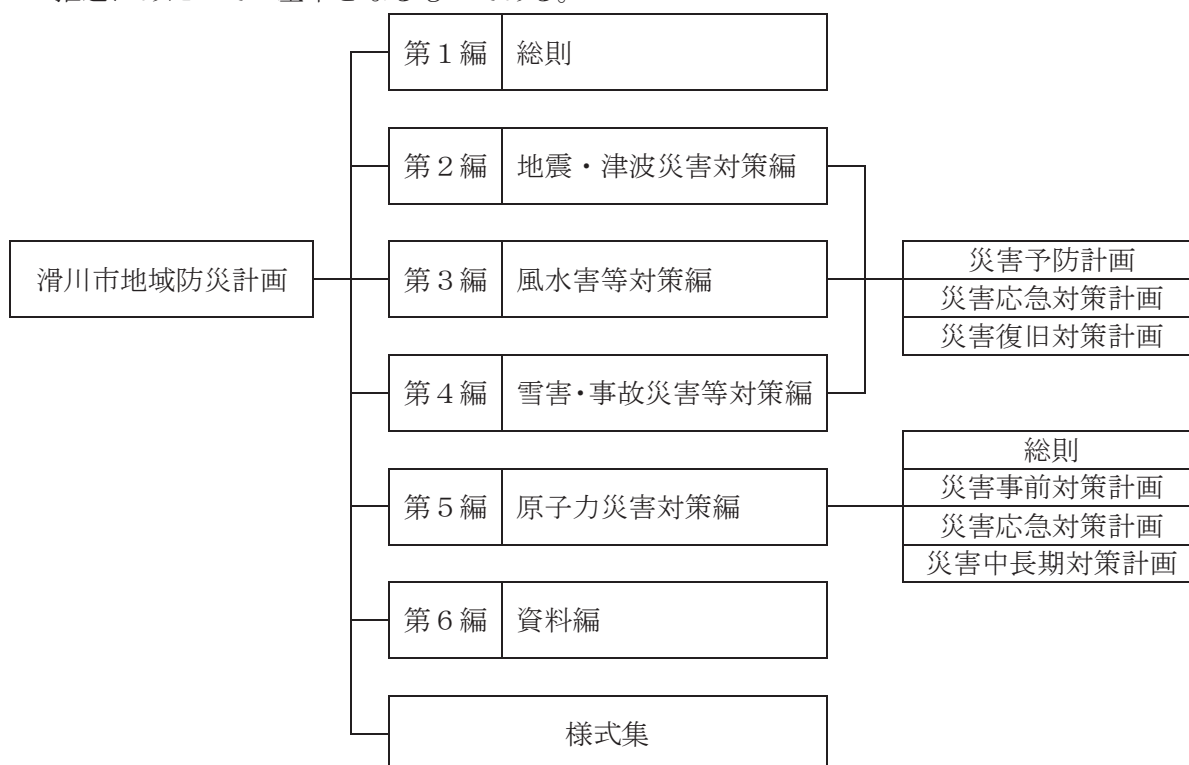 第１編 総則
第２編 地震・津波災害対策編
滑川市地域防災計画
第３編 風水害等対策編
災害予防計画
災害応急対策計画
災害復旧対策計画
第４編 雪害・事故災害等対策編
第５編 原子力災害対策編
総則
災害事前対策計画
災害応急対策計画
災害中長期対策計画
第６編 資料編
様式集